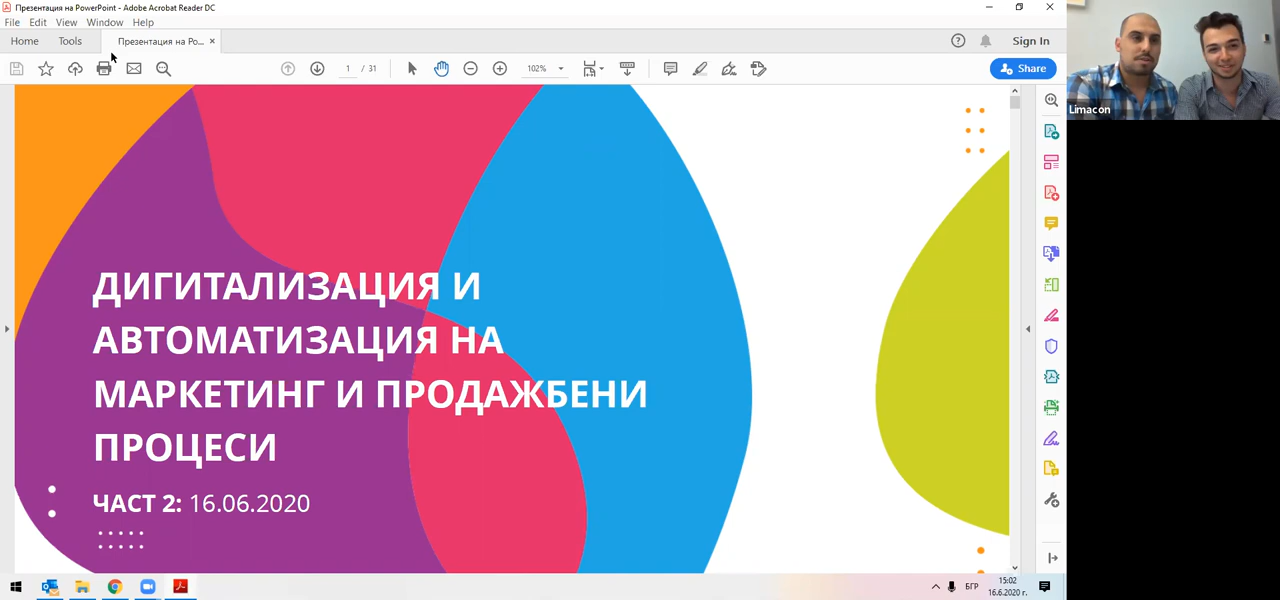 Презентация на PowerPoint - Adobe Acrobat Reader DC
File Edit View Window Help
Home Tools Презентация на Po... × Sign In
1 / 31 102% Share
Limacon
ДИГИТАЛИЗАЦИЯ И
АВТОМАТИЗАЦИЯ НА
МАРКЕТИНГ И ПРОДАЖБЕНИ
ПРОЦЕСИ
ЧАСТ 2: 16.06.2020
БГР
15:02
16.6.2020 г.